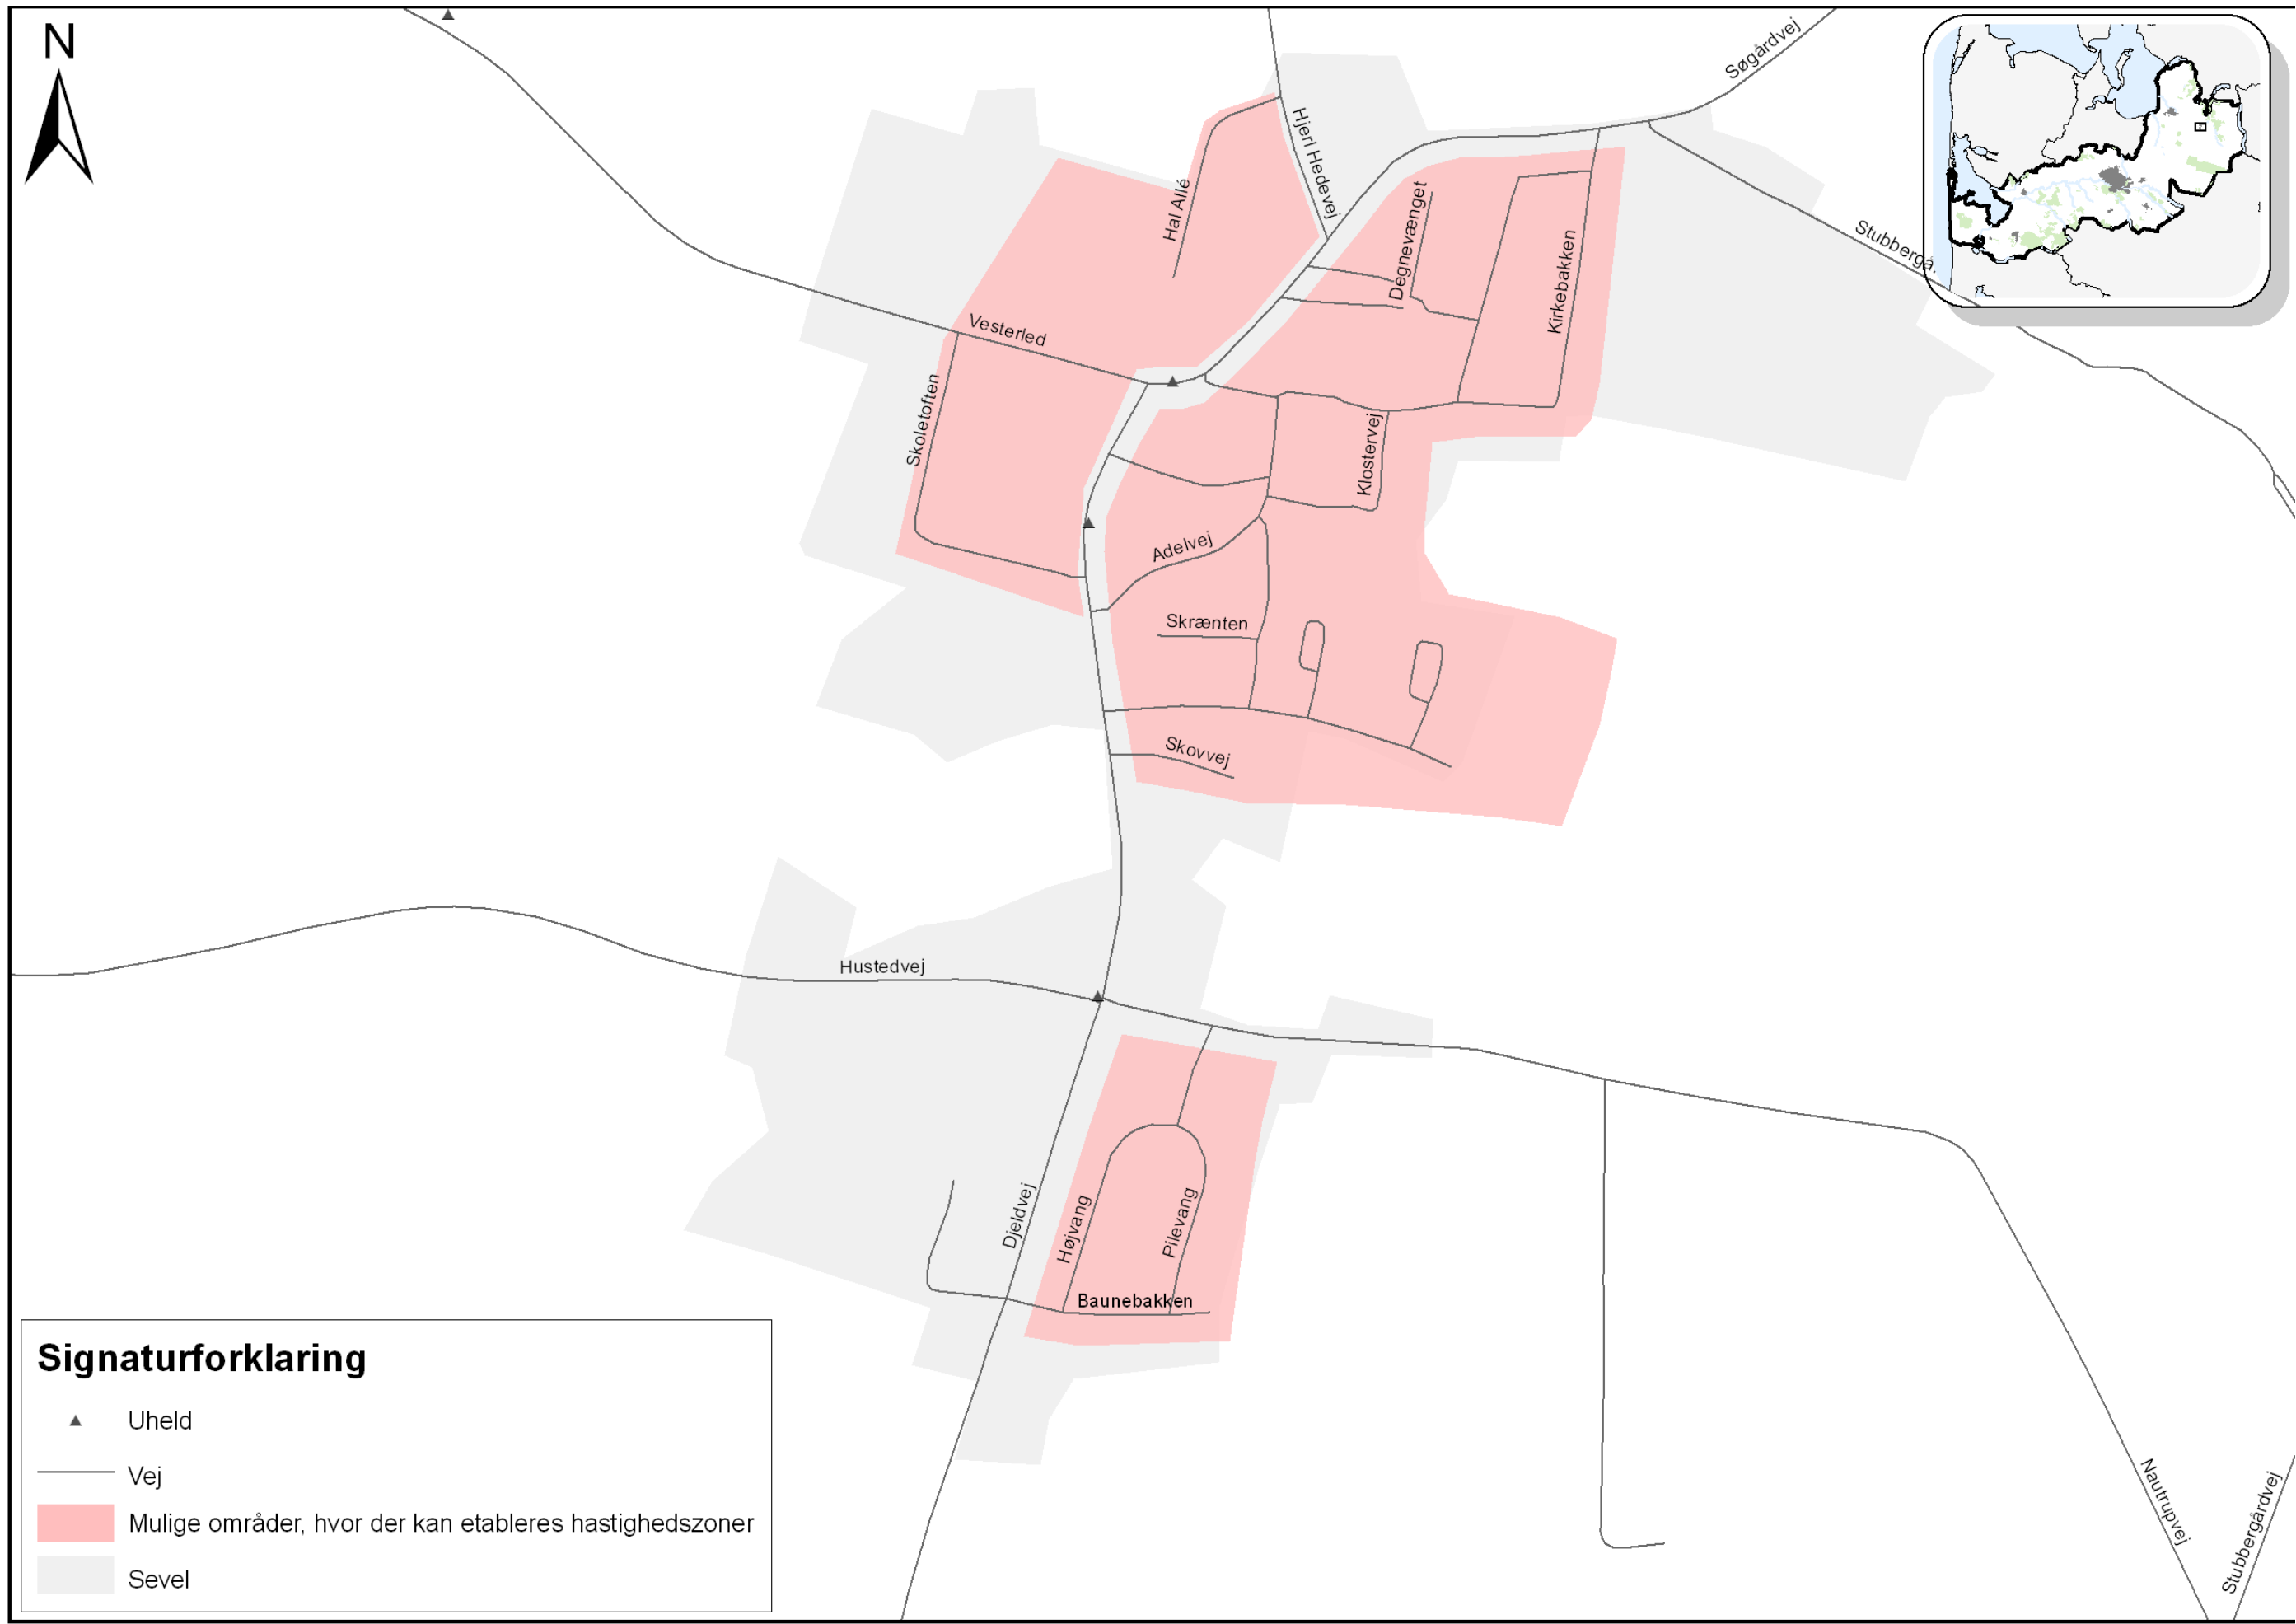 N
Søgårdvej
Hjerl Hedevej
Hal Allé
Degnevænget
Kirkebakken
Stubbergå.
Vesterled
Skoletoften
Klostervej
Adelvej
Skrænten
Skovvej
Hustedvej
Djeldvej
Højvang
Pilevang
Baunebakken
Nautrupvej
Stubbergårdvej
Signaturforklaring
Uheld
Vej
Mulige områder, hvor der kan etableres hastighedszoner
Sevel